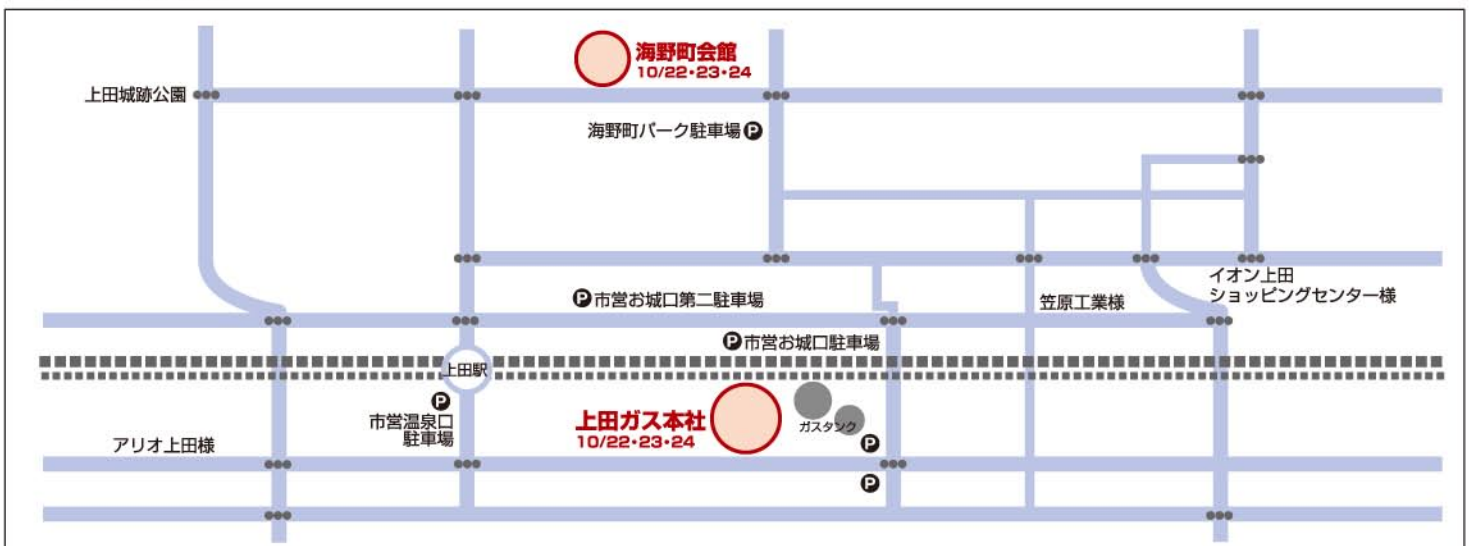 海野町会館
10/22・23・24
上田城跡公園
海野町パーク駐車場 P
イオン上田
ショッピングセンター様
P 市営お城口第二駐車場
笠原工業様
P 市営お城口駐車場
上田駅
P
市営温泉口
駐車場
上田ガス本社
10/22・23・24
ガスタンク
P
アリオ上田様
P